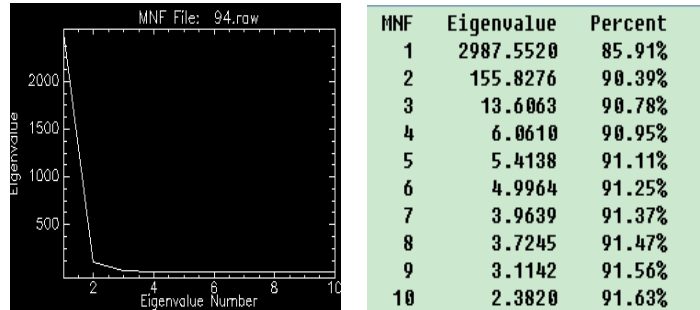 MNF File: 94.raw
Eigenvalue
2000
1500
1000
500
2 4 6 8 10
Eigenvalue Number
MNF Eigenvalue Percent
1 2987.5520 85.91%
2 155.8276 90.39%
3 13.6063 90.78%
4 6.0610 90.95%
5 5.4138 91.11%
6 4.9964 91.25%
7 3.9639 91.37%
8 3.7245 91.47%
9 3.1142 91.56%
10 2.3820 91.63%